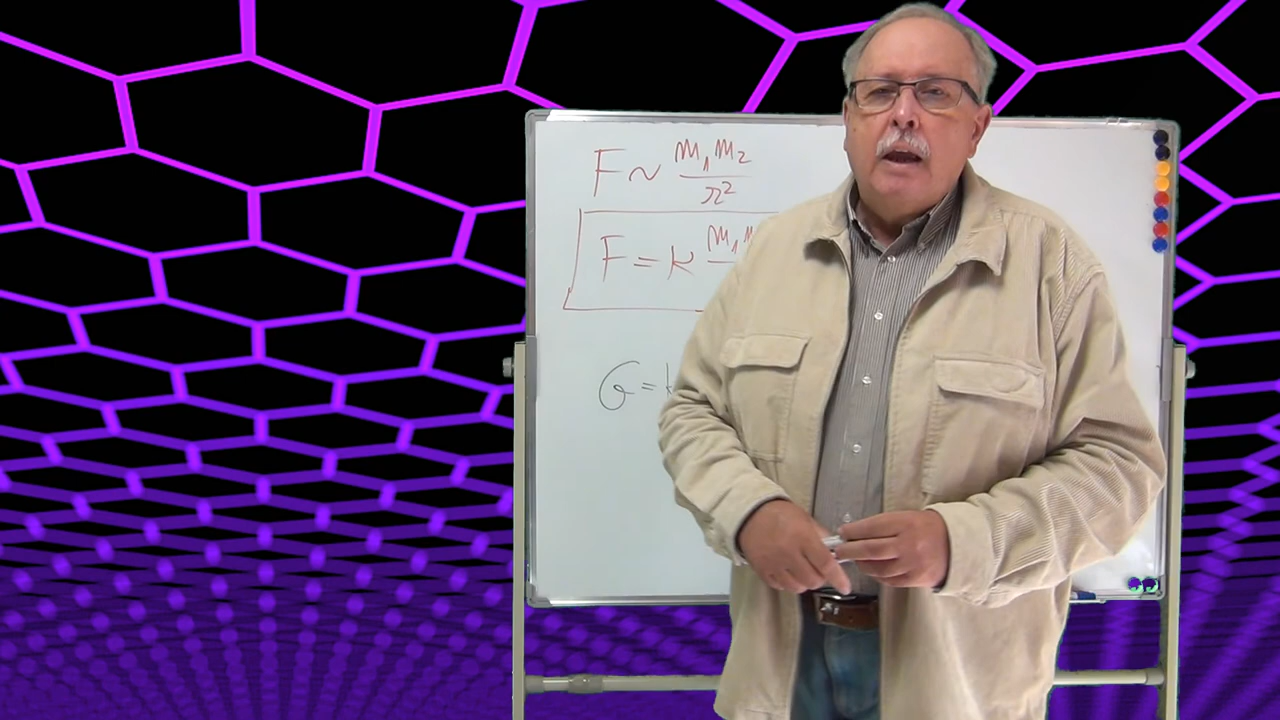 F ~ m₁m₂/r²
F = k m₁
G =